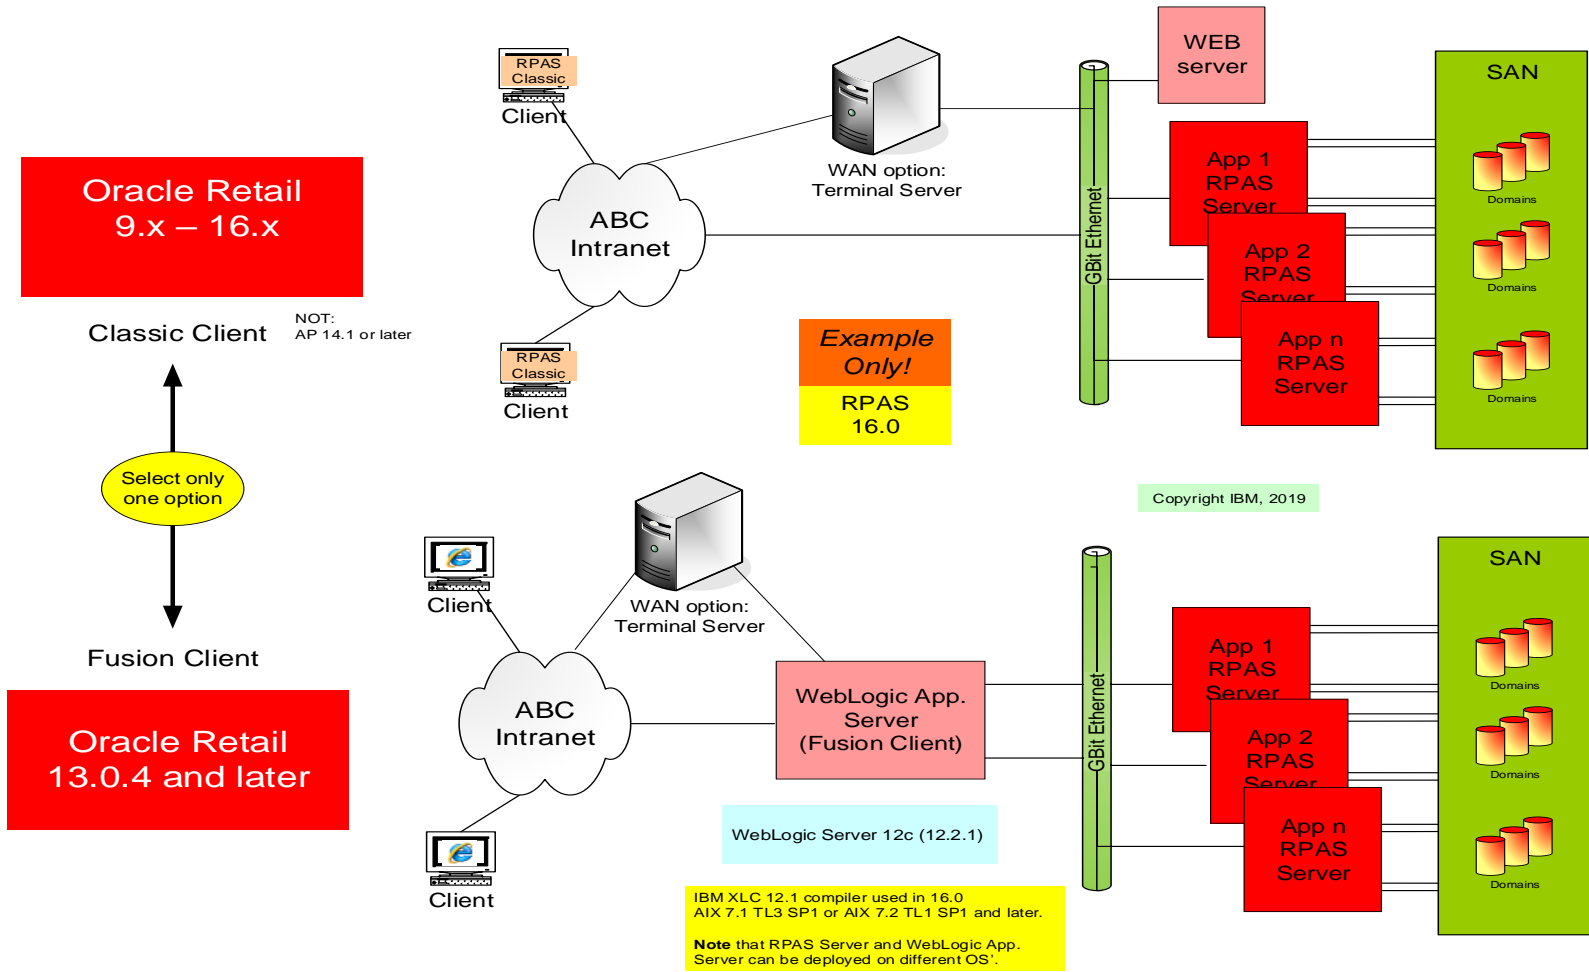 RPAS
Classic
Client
WEB
server
SAN
WAN option:
Terminal Server
Oracle Retail
9.x – 16.x
ABC
Intranet
GBit Ethernet
App 1
RPAS
Server
Domains
App 2
RPAS
Server
Domains
App n
RPAS
Server
Domains
Classic Client
NOT:
AP 14.1 or later
RPAS
Classic
Client
Example
Only!
RPAS
16.0
Select only
one option
Copyright IBM, 2019
Client
WAN option:
Terminal Server
SAN
Fusion Client
Oracle Retail
13.0.4 and later
ABC
Intranet
WebLogic App.
Server
(Fusion Client)
GBit Ethernet
App 1
RPAS
Server
Domains
App 2
RPAS
Server
Domains
App n
RPAS
Server
Domains
Client
WebLogic Server 12c (12.2.1)
IBM XLC 12.1 compiler used in 16.0
AIX 7.1 TL3 SP1 or AIX 7.2 TL1 SP1 and later.
Note that RPAS Server and WebLogic App.
Server can be deployed on different OS'.